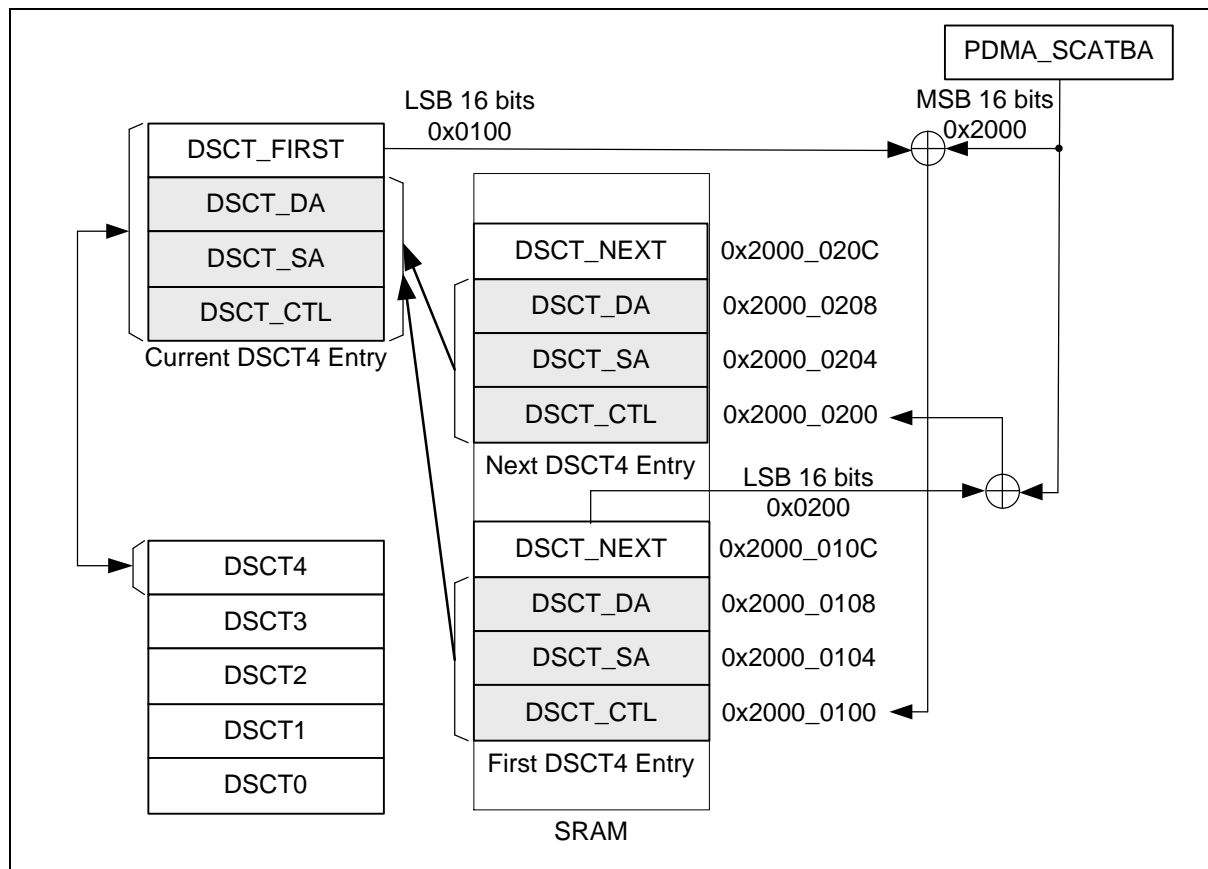 PDMA_SCATBA
LSB 16 bits
0x0100
MSB 16 bits
0x2000
DSCT_FIRST
DSCT_DA
DSCT_SA
DSCT_CTL
Current DSCT4 Entry
DSCT_NEXT
0x2000_020C
DSCT_DA
0x2000_0208
DSCT_SA
0x2000_0204
DSCT_CTL
0x2000_0200
Next DSCT4 Entry
LSB 16 bits
0x0200
DSCT_NEXT
0x2000_010C
DSCT_DA
0x2000_0108
DSCT_SA
0x2000_0104
DSCT_CTL
0x2000_0100
First DSCT4 Entry
SRAM
DSCT4
DSCT3
DSCT2
DSCT1
DSCT0